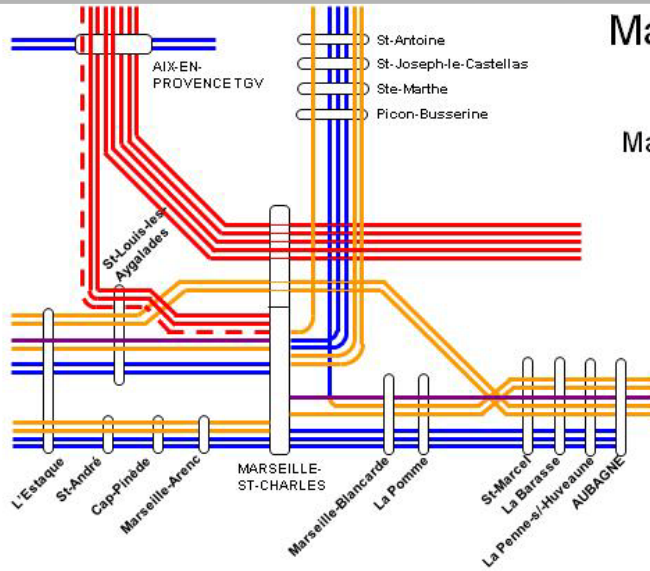 Ma
St-Antoine
St-Joseph-le-Castellas
AIX-EN-
PROVENCE TGV
Ste-Marthe
Picon-Busserine
Ma
St-Louis-les-
Aygalades
L'Estaque
St-André
Cap-Pinède
Marseille-Arenc
MARSEILLE-
ST-CHARLES
Marseille-Blancarde
La Pomme
St-Marcel
La Barasse
La Penne-s/-Huveaune
AUBAGNE